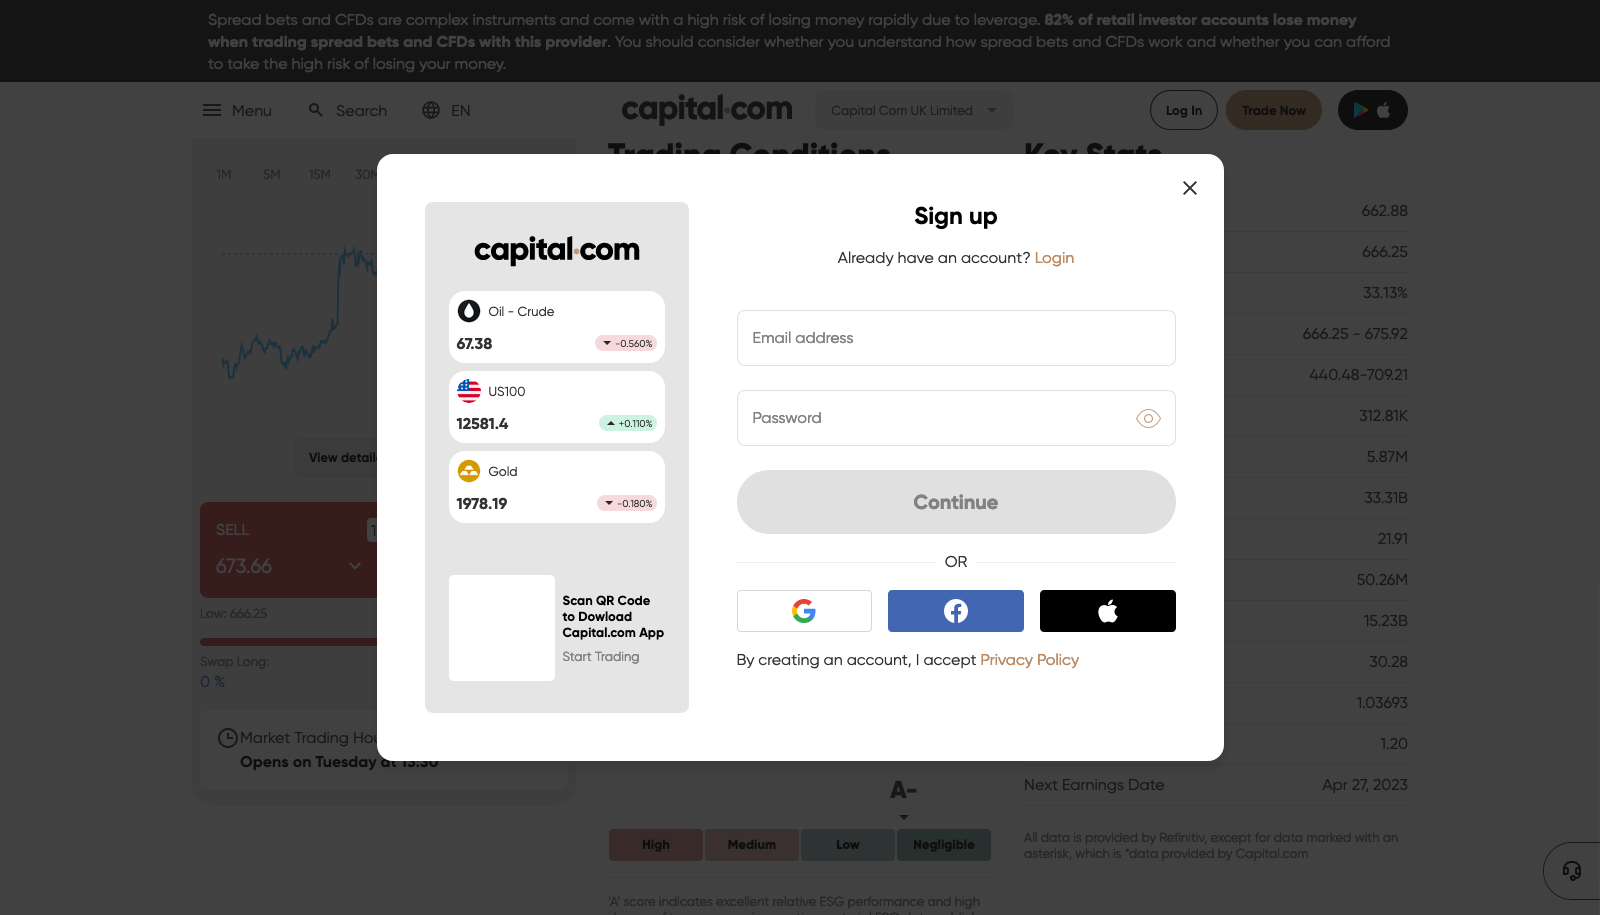 Spread bets and CFDs are complex instruments and come with a high risk of losing money rapidly due to leverage. 82% of retail investor accounts lose money
when trading spread bets and CFDs with this provider. You should consider whether you understand how spread bets and CFDs work and whether you can afford
to take the high risk of losing your money.
Menu
Search
EN
capital.com
Capital Com UK Limited
Log In
Trade Now
Trading Conditions
Key Stats
1M
5M
15M
View
SELL
673.66
Low: 666.25
Swap Long:
0 %
Market Trading
Opens on Tuesday at 13:30
Sign up
Already have an account? Login
capital.com
Oil - Crude
67.38
-0.560%
US100
12581.4
+0.110%
Gold
1978.19
-0.180%
Scan QR Code
to Dowload
Capital.com App
Start Trading
Email address
Password
Continue
OR
By creating an account, I accept Privacy Policy
662.88
666.25
33.13%
666.25 - 675.92
440.48-709.21
312.81K
5.87M
33.31B
21.91
50.26M
15.23B
30.28
1.03693
1.20
Next Earnings Date
Apr 27, 2023
A-
High
Medium
Low
Negligible
'A' score indicates excellent relative ESG performance and high
All data is provided by Refinitiv, except for data marked with an
asterisk, which is *data provided by Capital.com